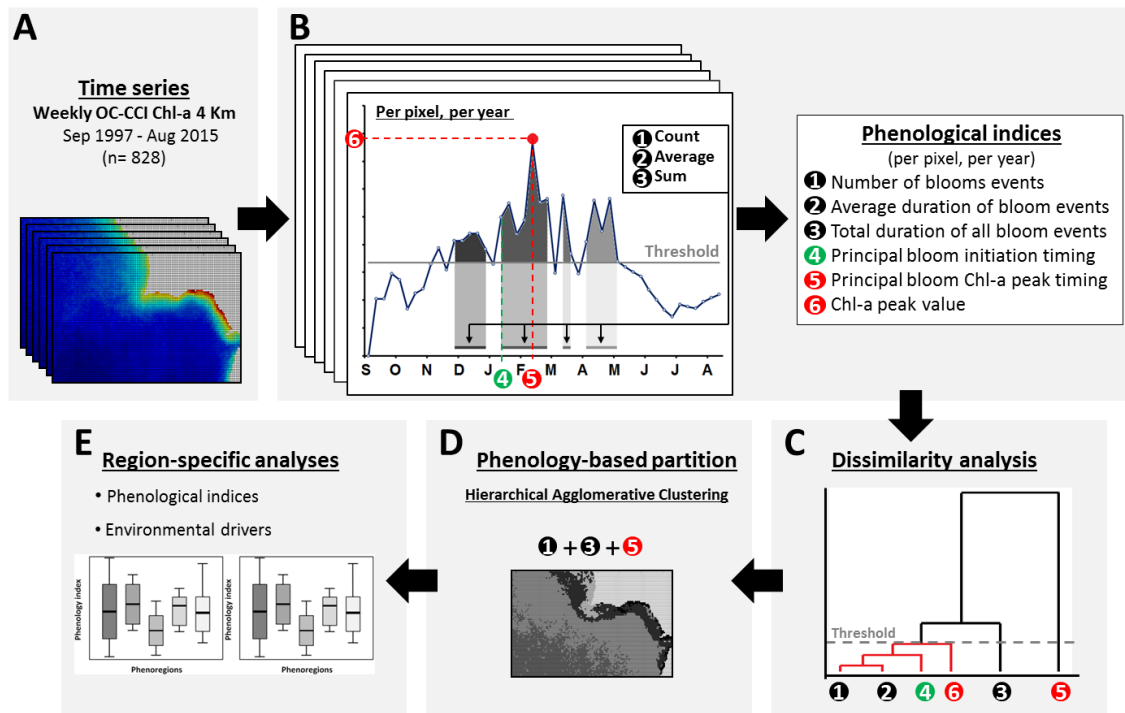 A
Time series
Weekly OC-CCI Chl-a 4 Km
Sep 1997 - Aug 2015
(n= 828)
B
Per pixel, per year
6
1 Count
2 Average
3 Sum
Threshold
S O N D J F M A M J J A
4 5
Phenological indices
(per pixel, per year)
1 Number of blooms events
2 Average duration of bloom events
3 Total duration of all bloom events
4 Principal bloom initiation timing
5 Principal bloom Chl-a peak timing
6 Chl-a peak value
C
Dissimilarity analysis
Threshold
1 2 4 6 3 5
D
Phenology-based partition
Hierarchical Agglomerative Clustering
1 + 3 + 5
E
Region-specific analyses
• Phenological indices
• Environmental drivers
Phenology index
Phenoregions
Phenology index
Phenoregions